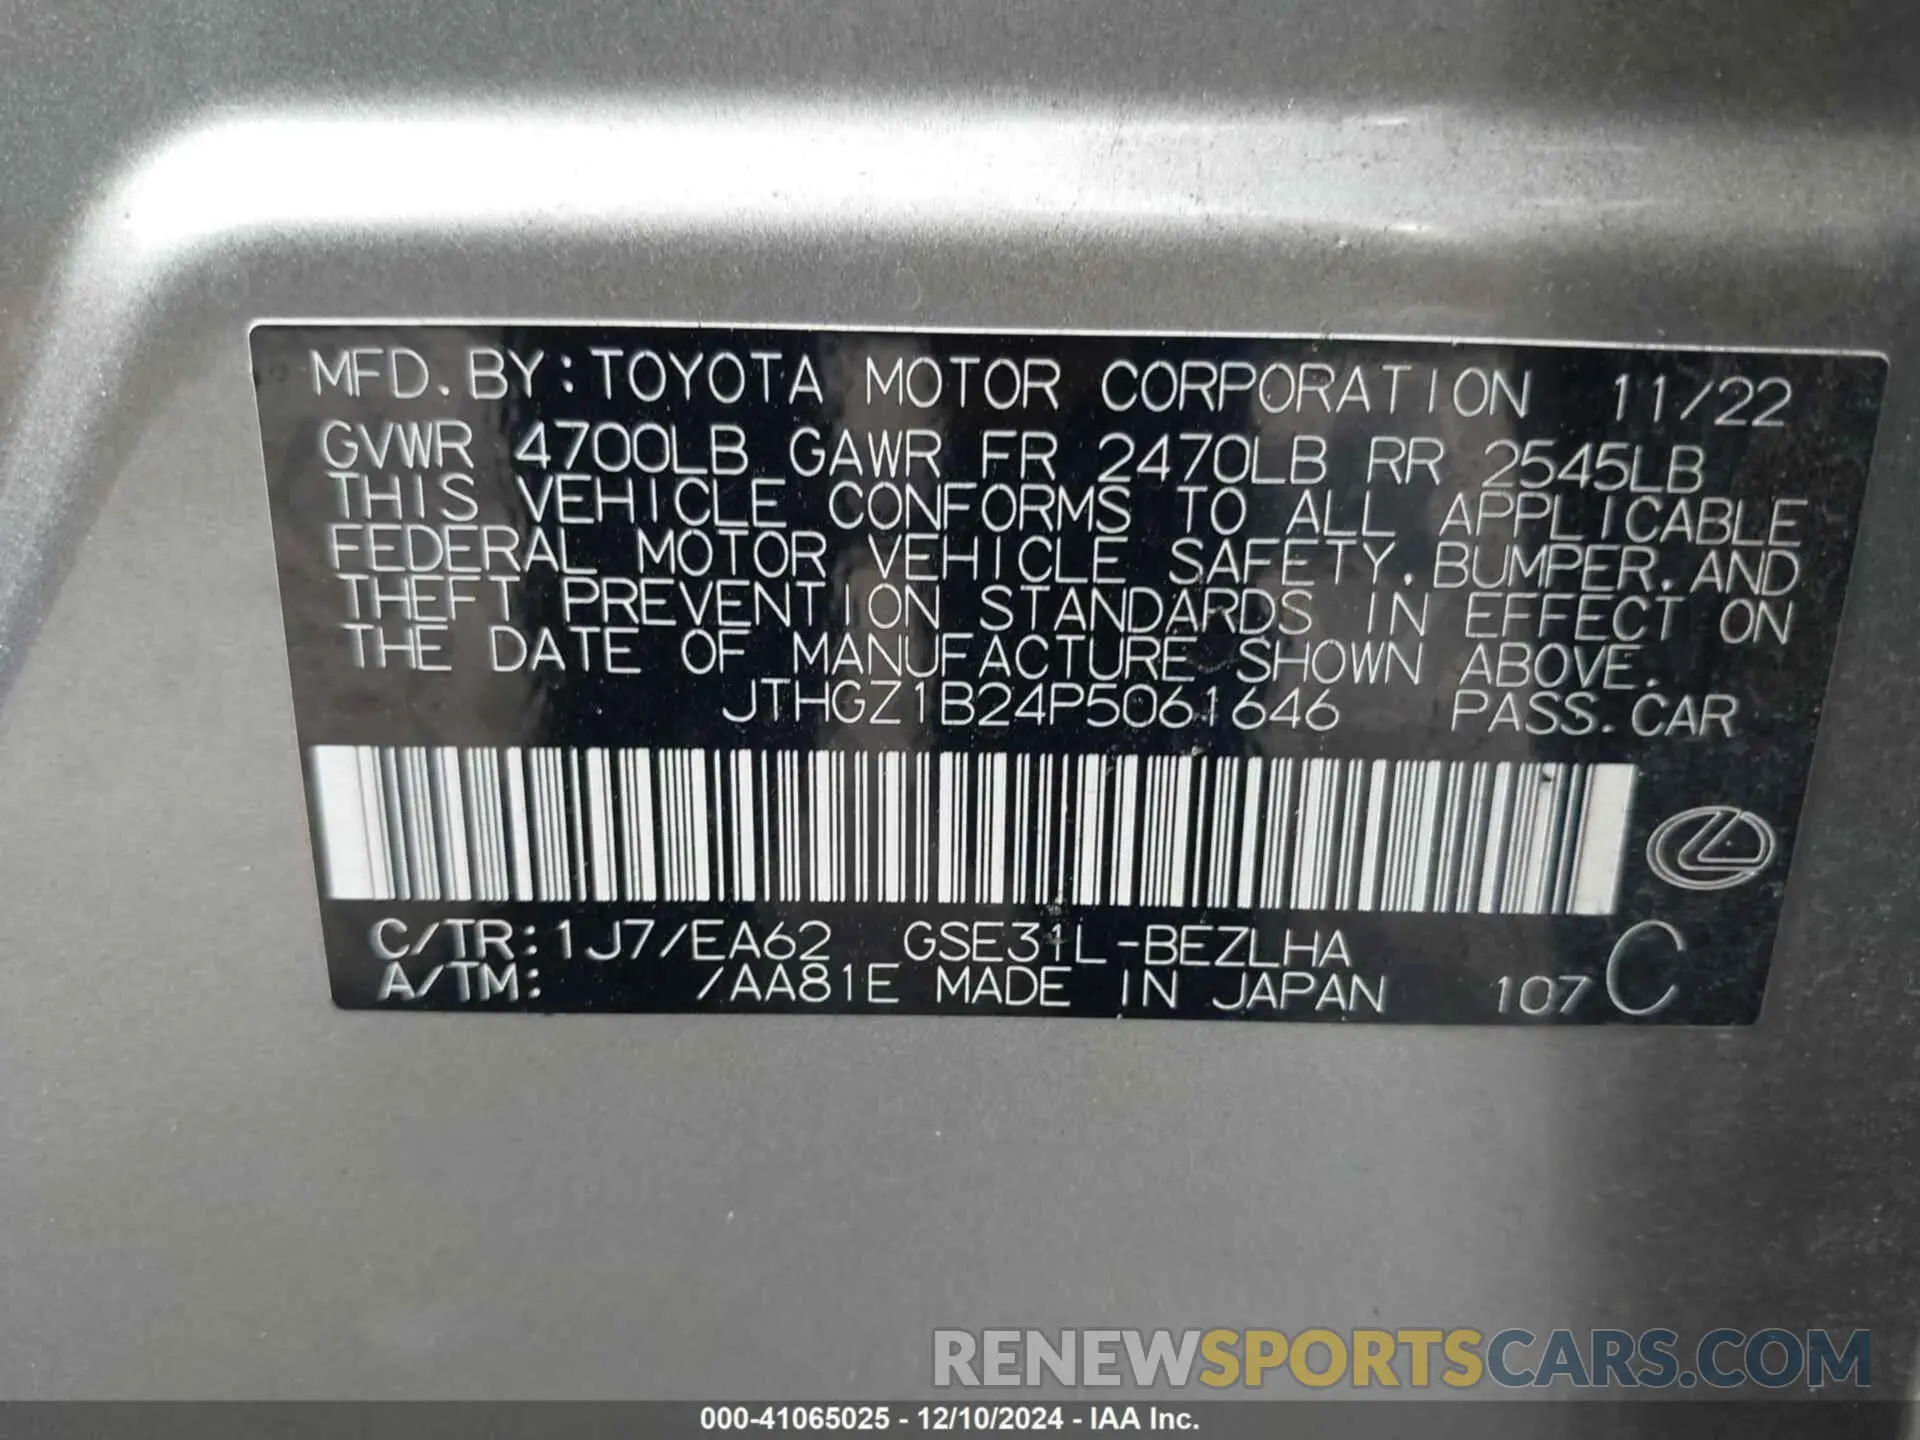 MFD. BY: TOYOTA MOTOR CORPORATION 11/22
GVWR 4700LB GAWR FR 2470LB RR 2545LB
THIS VEHICLE CONFORMS TO ALL APPLICABLE
FEDERAL MOTOR VEHICLE SAFETY, BUMPER, AND
THEFT PREVENTION STANDARDS IN EFFECT ON
THE DATE OF MANUFACTURE SHOWN ABOVE.
JTHGZ1B24P5061646 PASS. CAR
C/TR: 1J7/EA62 GSE31L-BEZLHA
A/TM: /AA81E MADE IN JAPAN 107 C
RENEWSPORTSCARS.COM
000-41065025 - 12/10/2024 - IAA Inc.